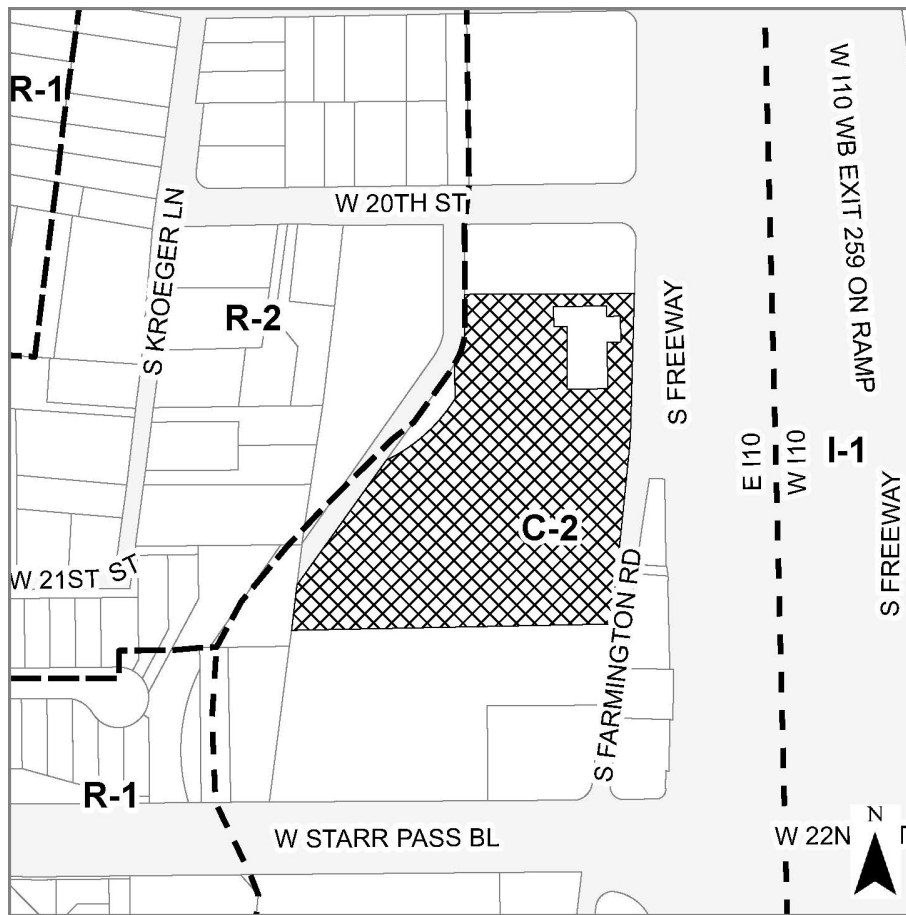 R-1
W I10 WB EXIT 259 ON RAMP
W 20TH ST
S KROEGER LN
R-2
S FREEWAY
E I10
W I10
I-1
C-2
S FREEWAY
W 21ST ST
S FARMINGTON RD
R-1
W STARR PASS BL
N
W 22N